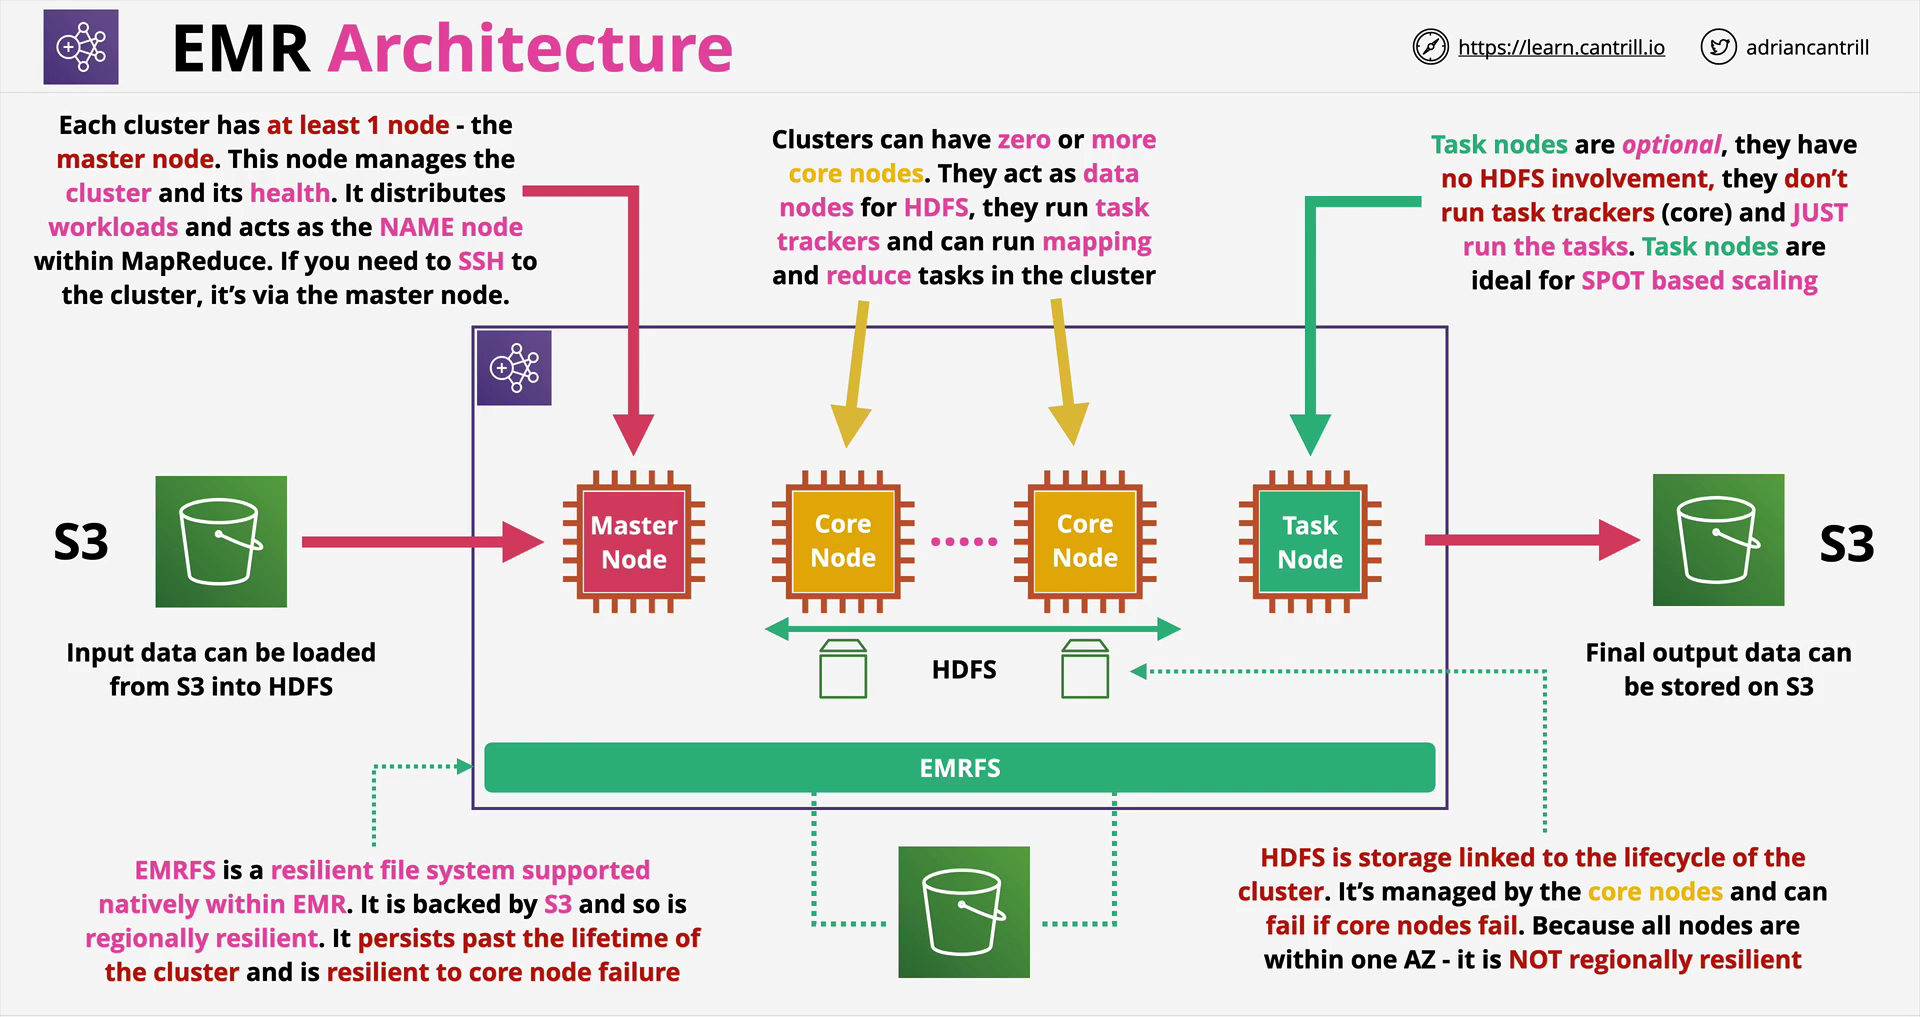 EMR Architecture
https://learn.cantrill.io
adriancantrill
Each cluster has at least 1 node - the
master node. This node manages the
cluster and its health. It distributes
workloads and acts as the NAME node
within MapReduce. If you need to SSH to
the cluster, it’s via the master node.
Clusters can have zero or more
core nodes. They act as data
nodes for HDFS, they run task
trackers and can run mapping
and reduce tasks in the cluster
Task nodes are optional, they have
no HDFS involvement, they don’t
run task trackers (core) and JUST
run the tasks. Task nodes are
ideal for SPOT based scaling
S3
Input data can be loaded
from S3 into HDFS
Master
Node
Core
Node
Core
Node
Task
Node
S3
Final output data can
be stored on S3
HDFS
EMRFS
EMRFS is a resilient file system supported
natively within EMR. It is backed by S3 and so is
regionally resilient. It persists past the lifetime of
the cluster and is resilient to core node failure
HDFS is storage linked to the lifecycle of the
cluster. It’s managed by the core nodes and can
fail if core nodes fail. Because all nodes are
within one AZ - it is NOT regionally resilient